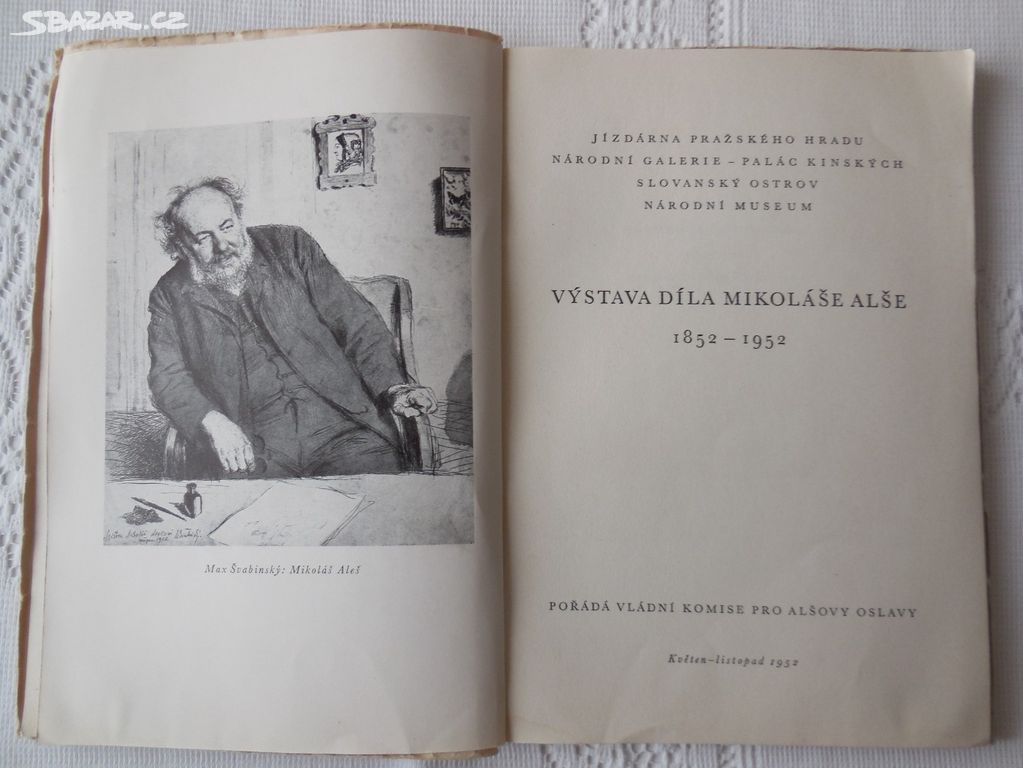 SBAZAR.CZ
Max Švabinský: Mikoláš Aleš
JÍZDÁRNA PRAŽSKÉHO HRADU
NÁRODNÍ GALERIE – PALÁC KINSKÝCH
SLOVANSKÝ OSTROV
NÁRODNÍ MUSEUM
VÝSTAVA DÍLA MIKOLÁŠE ALŠE
1852 – 1952
POŘÁDÁ VLÁDNÍ KOMISE PRO ALŠOVY OSLAVY
Květen–listopad 1952